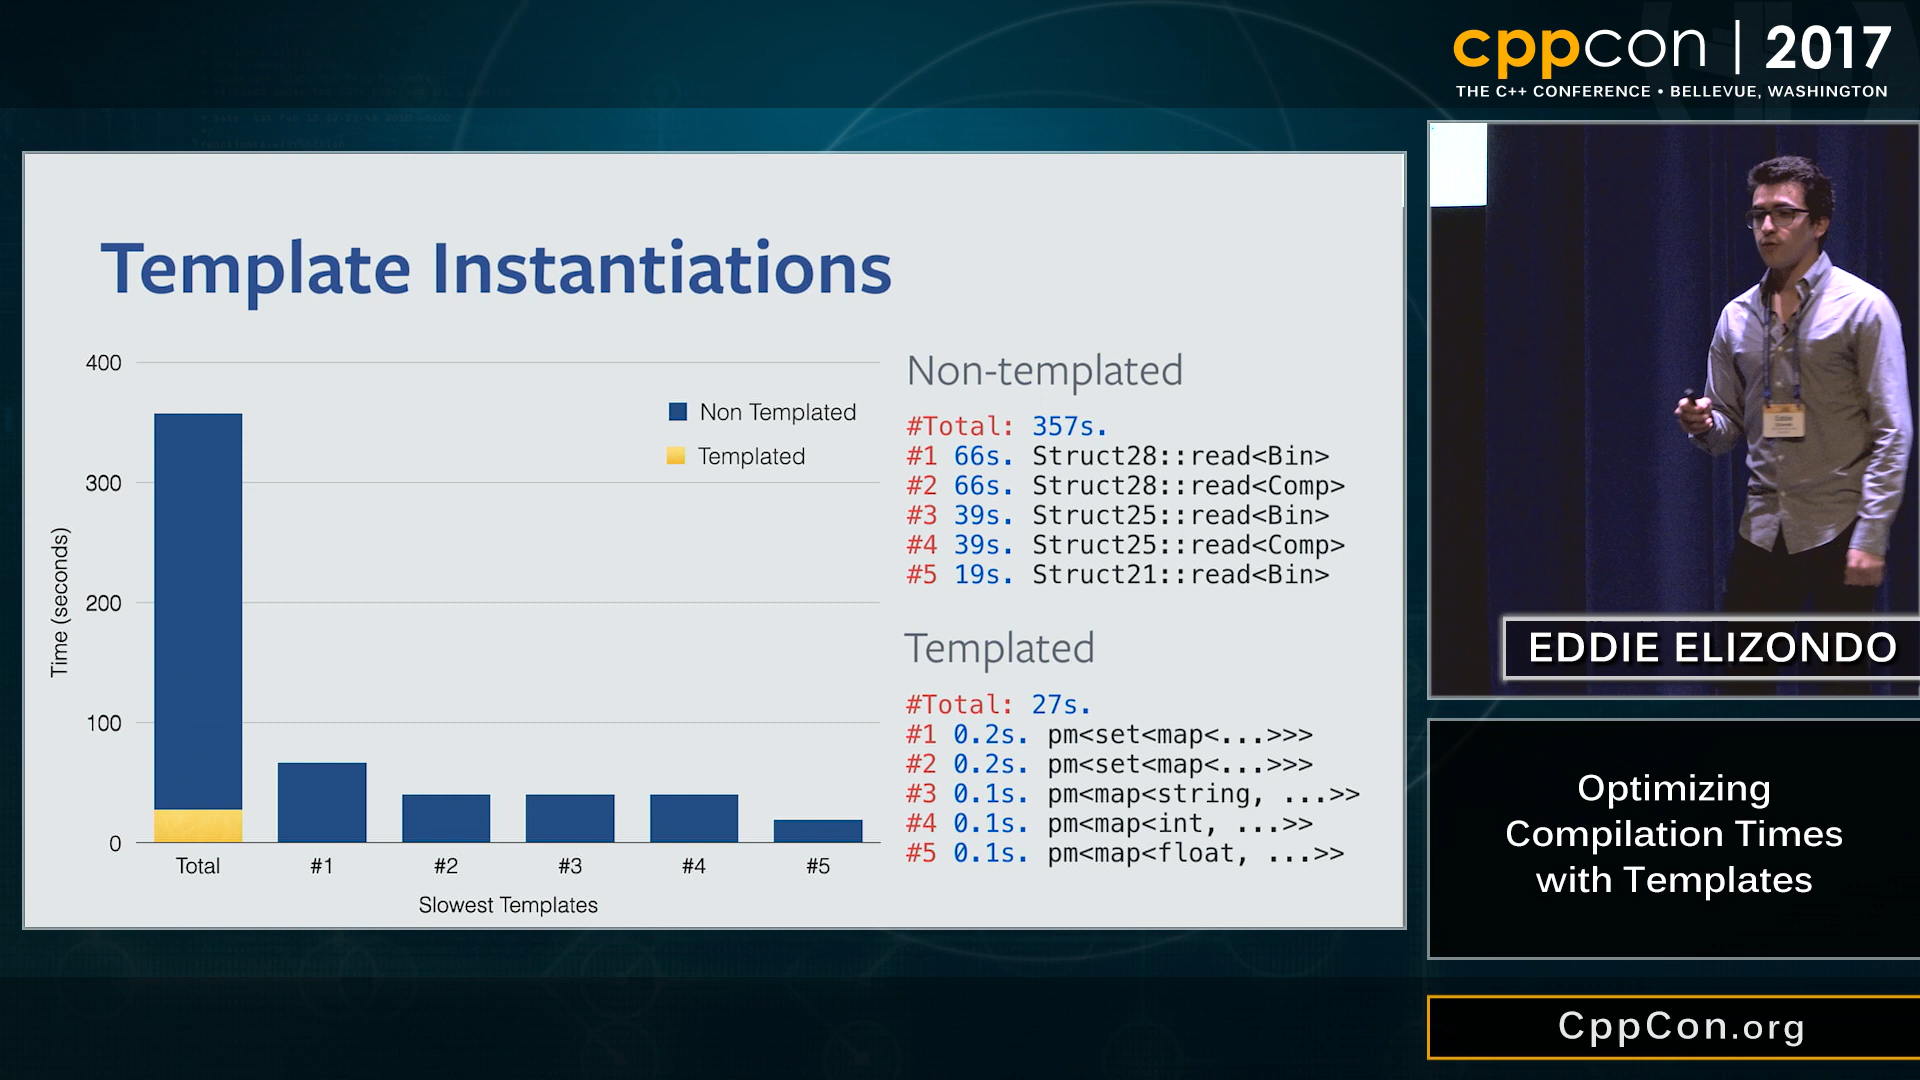 cppcon | 2017
THE C++ CONFERENCE • BELLEVUE, WASHINGTON
Template Instantiations
400
300
200
100
0
Time (seconds)
Non Templated
Templated
Total
#1
#2
#3
#4
#5
Slowest Templates
Non-templated
#Total: 357s.
#1 66s. Struct28::read<Bin>
#2 66s. Struct28::read<Comp>
#3 39s. Struct25::read<Bin>
#4 39s. Struct25::read<Comp>
#5 19s. Struct21::read<Bin>
Templated
#Total: 27s.
#1 0.2s. pm<set<map<...>>>
#2 0.2s. pm<set<map<...>>>
#3 0.1s. pm<map<string, ...>>
#4 0.1s. pm<map<int, ...>>
#5 0.1s. pm<map<float, ...>>
EDDIE ELIZONDO
Optimizing
Compilation Times
with Templates
CppCon.org